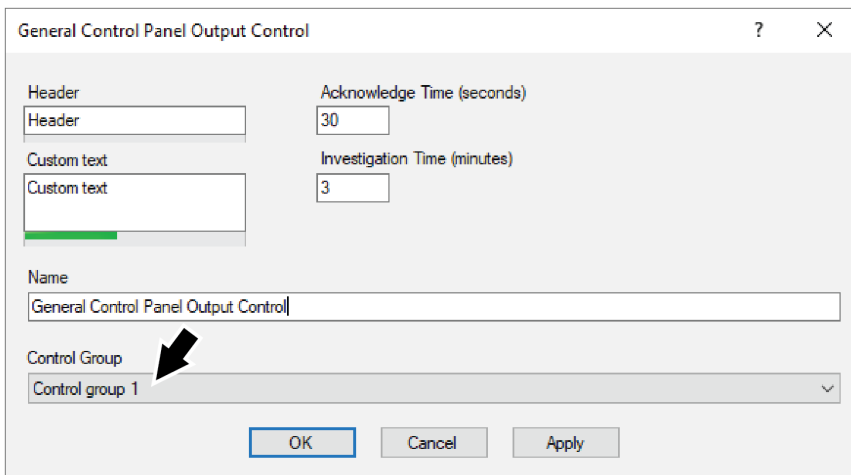 General Control Panel Output Control ?
Header
Header
Acknowledge Time (seconds)
30
Custom text
Custom text
Investigation Time (minutes)
3
Name
General Control Panel Output Control
Control Group
Control group 1
OK Cancel Apply